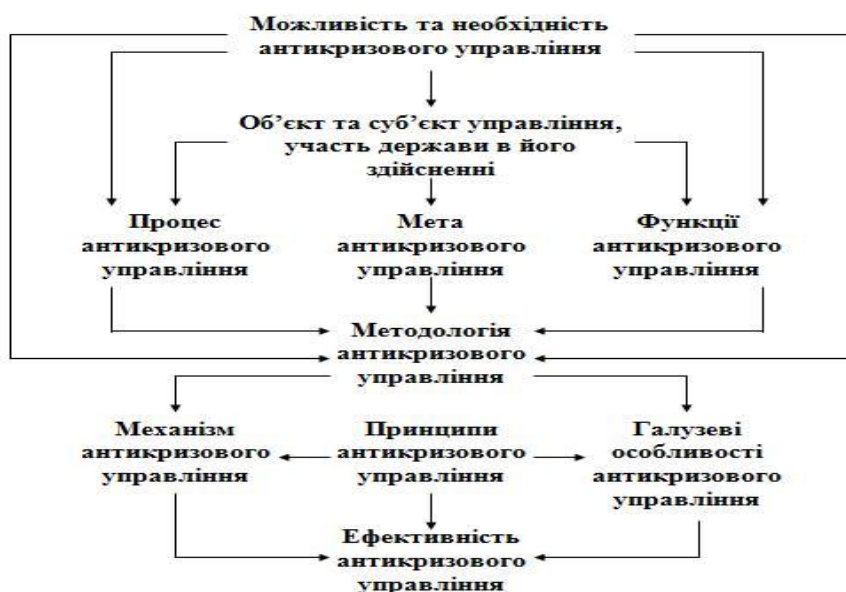 Можливість та необхідність
антикризового управління
Об’єкт та суб’єкт управління,
участь держави в його
здійсненні
Процес
антикризового
управління
Мета
антикризового
управління
Функції
антикризового
управління
Методологія
антикризового
управління
Механізм
антикризового
управління
Принципи
антикризового
управління
Галузеві
особливості
антикризового
управління
Ефективність
антикризового
управління